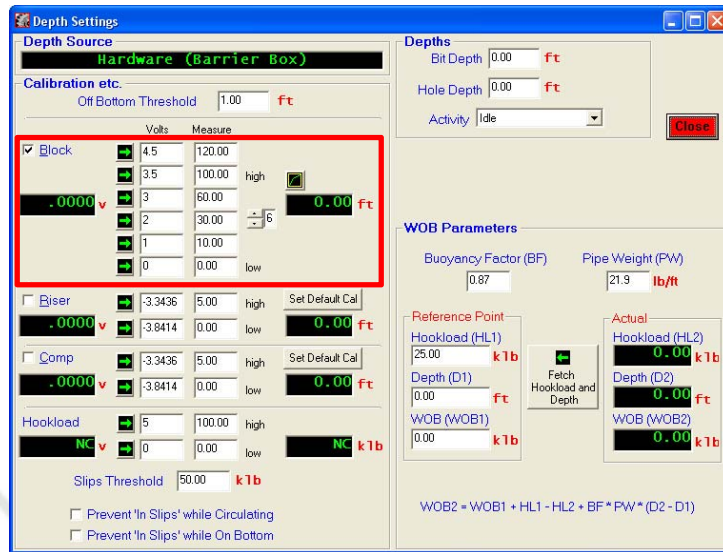 Depth Settings
Depth Source
Hardware (Barrier Box)
Calibration etc.
Off Bottom Threshold 1.00 ft
Volts Measure
Block 4.5 120.00
3.5 100.00 high
.0000 v 3 60.00 0.00 ft
2 30.00 6
1 10.00
0 0.00 low
Riser -3.3436 5.00 high Set Default Cal
.0000 v -3.8414 0.00 low 0.00 ft
Comp -3.3436 5.00 high Set Default Cal
.0000 v -3.8414 0.00 low 0.00 ft
Hookload 5 100.00 high
NC v 0 0.00 low NC klb
Slips Threshold 50.00 klb
Prevent 'In Slips' while Circulating
Prevent 'In Slips' while On Bottom
Depths
Bit Depth 0.00 ft
Hole Depth 0.00 ft
Activity Idle
Close
WOB Parameters
Buoyancy Factor (BF) Pipe Weight (PW)
0.87 21.9 lb/ft
Reference Point
Hookload (HL1)
25.00 klb
Depth (D1)
0.00 ft
WOB (WOB1)
0.00 klb
Fetch
Hookload and
Depth
Actual
Hookload (HL2)
0.00 klb
Depth (D2)
0.00 ft
WOB (WOB2)
0.00 klb
WOB2 = WOB1 + HL1 - HL2 + BF * PW * (D2 - D1)